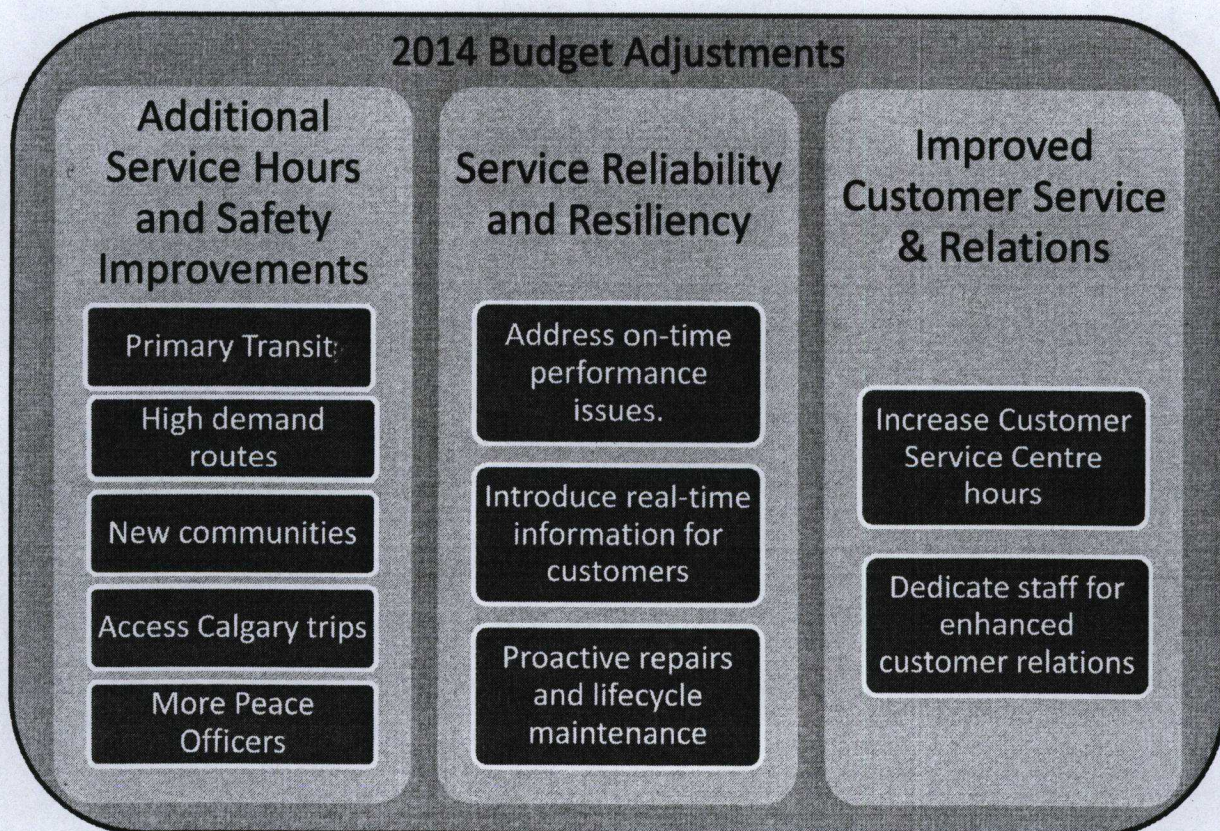 2014 Budget Adjustments
Additional
Service Hours
and Safety
Improvements
Primary Transit
High demand
routes
New communities
Access Calgary trips
More Peace
Officers
Service Reliability
and Resiliency
Address on-time
performance
issues.
Introduce real-time
information for
customers
Proactive repairs
and lifecycle
maintenance
Improved
Customer Service
& Relations
Increase Customer
Service Centre
hours
Dedicate staff for
enhanced
customer relations